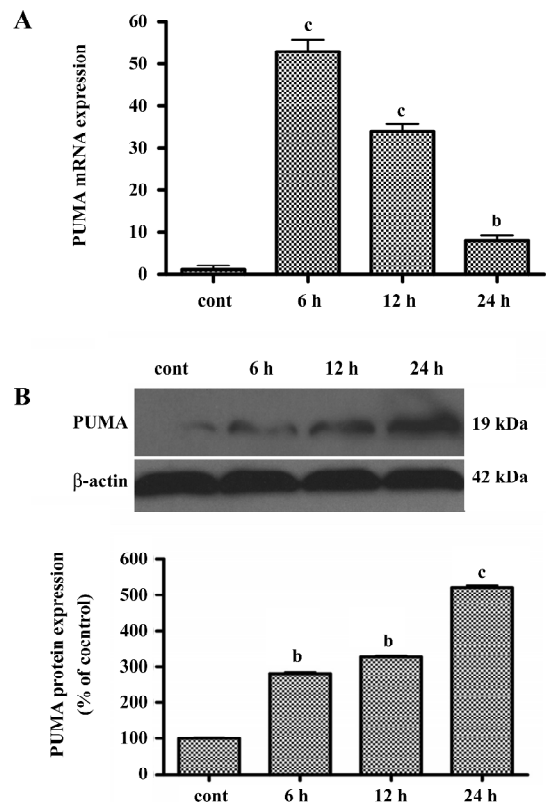 A
PUMA mRNA expression
60
50
40
30
20
10
0
c
c
b
cont 6 h 12 h 24 h
B
cont 6 h 12 h 24 h
PUMA 19 kDa
β-actin 42 kDa
PUMA protein expression
(% of cocntrol)
600
500
400
300
200
100
0
b
b
c
cont 6 h 12 h 24 h